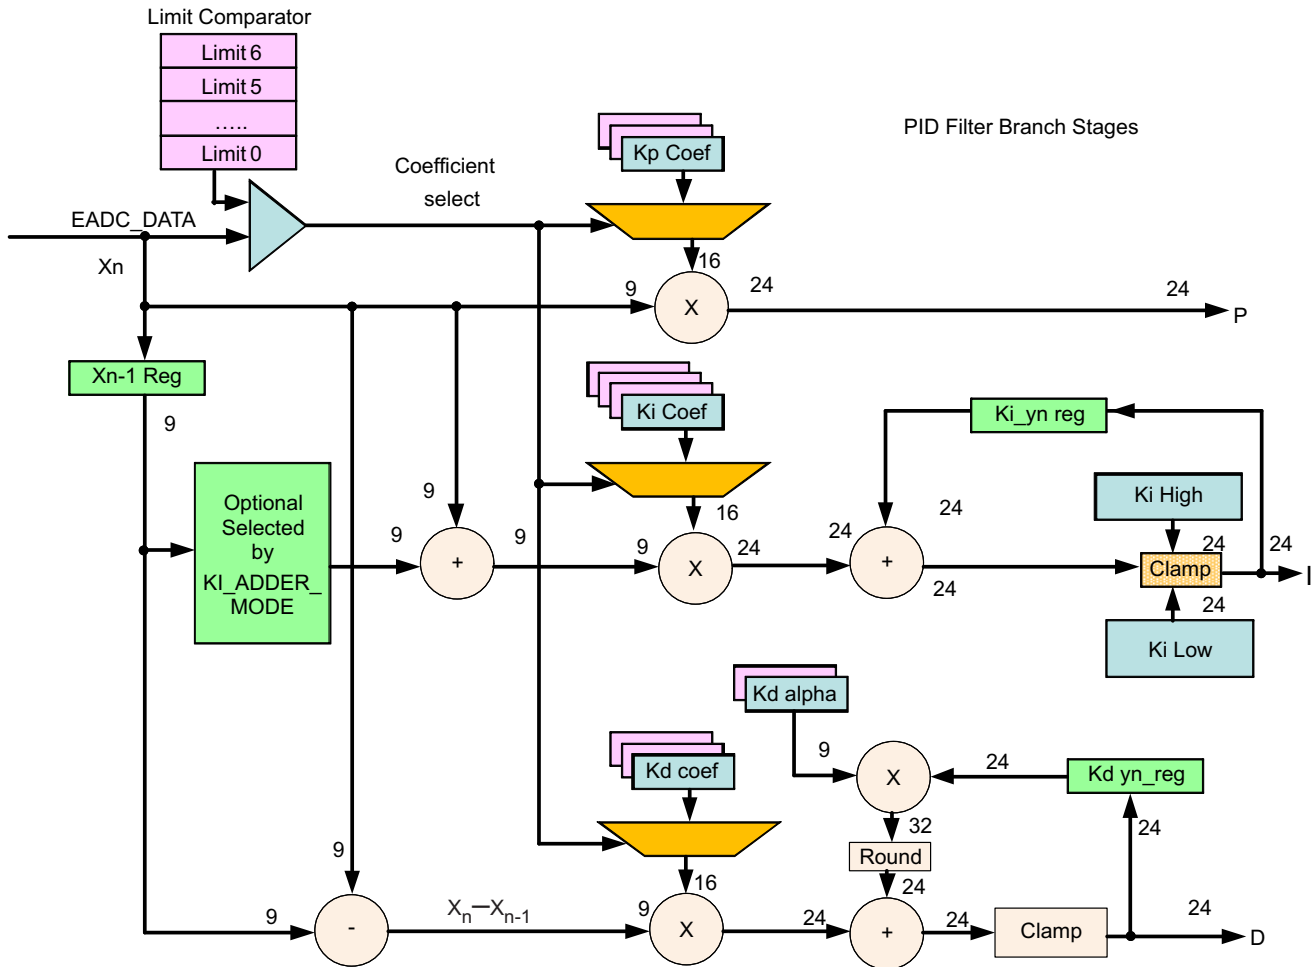 Limit Comparator
Limit 6
Limit 5
.....
Limit 0
PID Filter Branch Stages
Kp Coef
Coefficient
select
EADC_DATA
Xn
16
9
24
24
X
P
Xn-1 Reg
9
Ki Coef
Ki_yn reg
Optional
Selected
by
KI_ADDER_
MODE
9
9
+
9
16
9
X
24
24
24
+
24
Ki High
24
24
Clamp
I
24
Ki Low
Kd alpha
9
X
24
Kd yn_reg
Kd coef
32
24
Round
9
16
24
9
-
Xn—Xn-1
9
X
24
+
24
Clamp
24
D